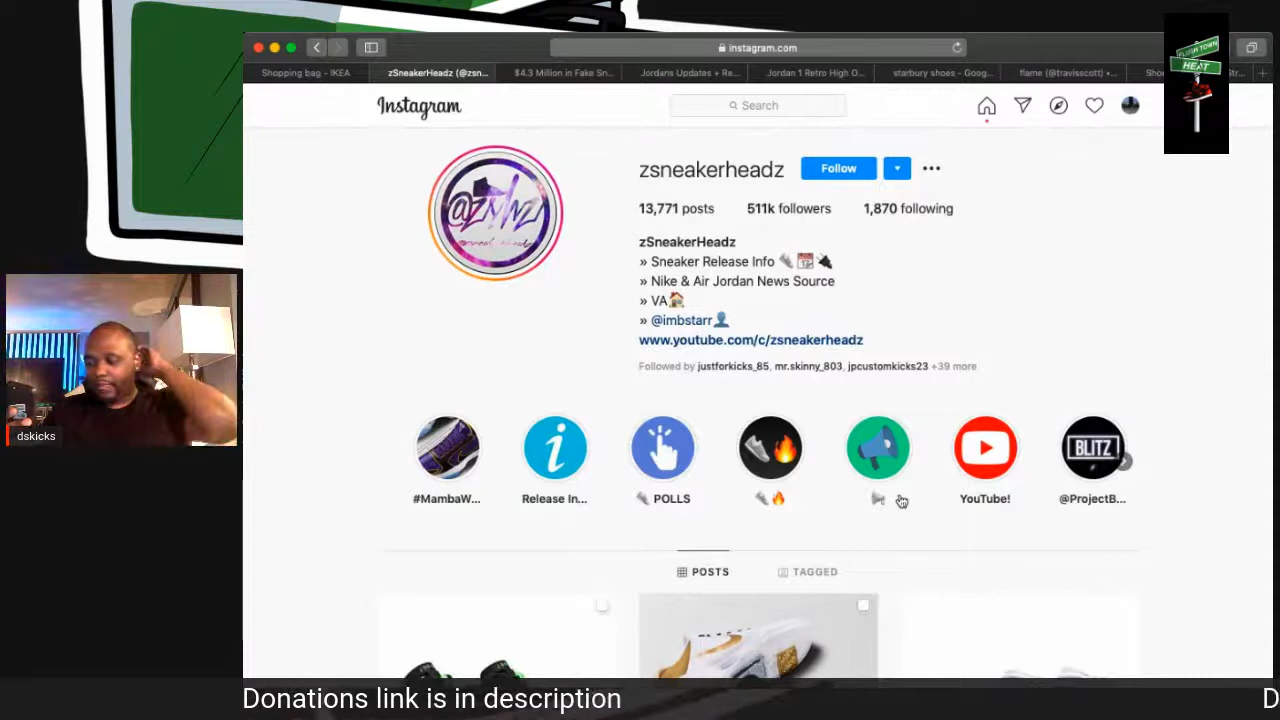 instagram.com
Shopping bag - IKEA
zSneakerHeadz (@zsn...
$4.3 Million in Fake Sn...
Jordans Updates + Re...
Jordan 1 Retro High O...
starbury shoes - Goog...
flame (@travisscott) •...
FLUSH TOWN
HEAT
Instagram
Search
zsneakerheadz
Follow
13,771 posts 511k followers 1,870 following
zSneakerHeadz
» Sneaker Release Info
» Nike & Air Jordan News Source
» VA
» @imbstarr
www.youtube.com/c/zsneakerheadz
Followed by justforkicks_85, mr.skinny_803, jpcustomkicks23 +39 more
dskicks
BLITZ
#MambaW...
Release In...
POLLS
YouTube!
@ProjectB...
POSTS
TAGGED
Donations link is in description
D